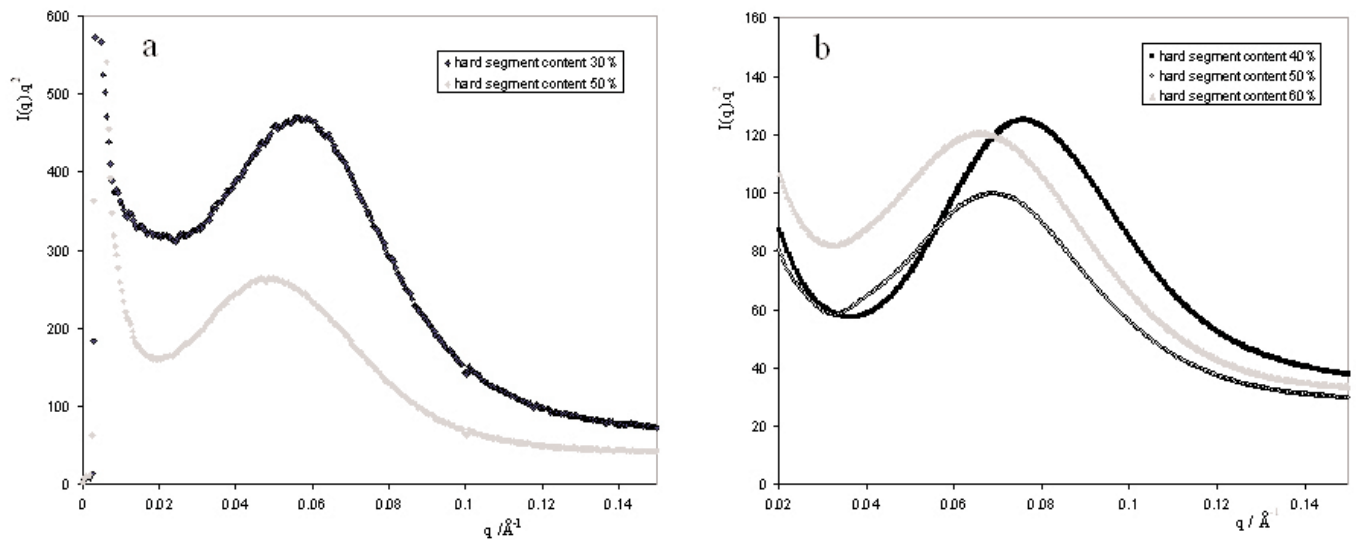 a
hard segment content 30 %
hard segment content 50 %
I(q).q²
600
500
400
300
200
100
0
0
0.02
0.04
0.06
0.08
0.1
0.12
0.14
q /Å⁻¹
b
hard segment content 40 %
hard segment content 50 %
hard segment content 60 %
I(q).q²
160
140
120
100
80
60
40
20
0
0.02
0.04
0.06
0.08
0.1
0.12
0.14
q / Å⁻¹